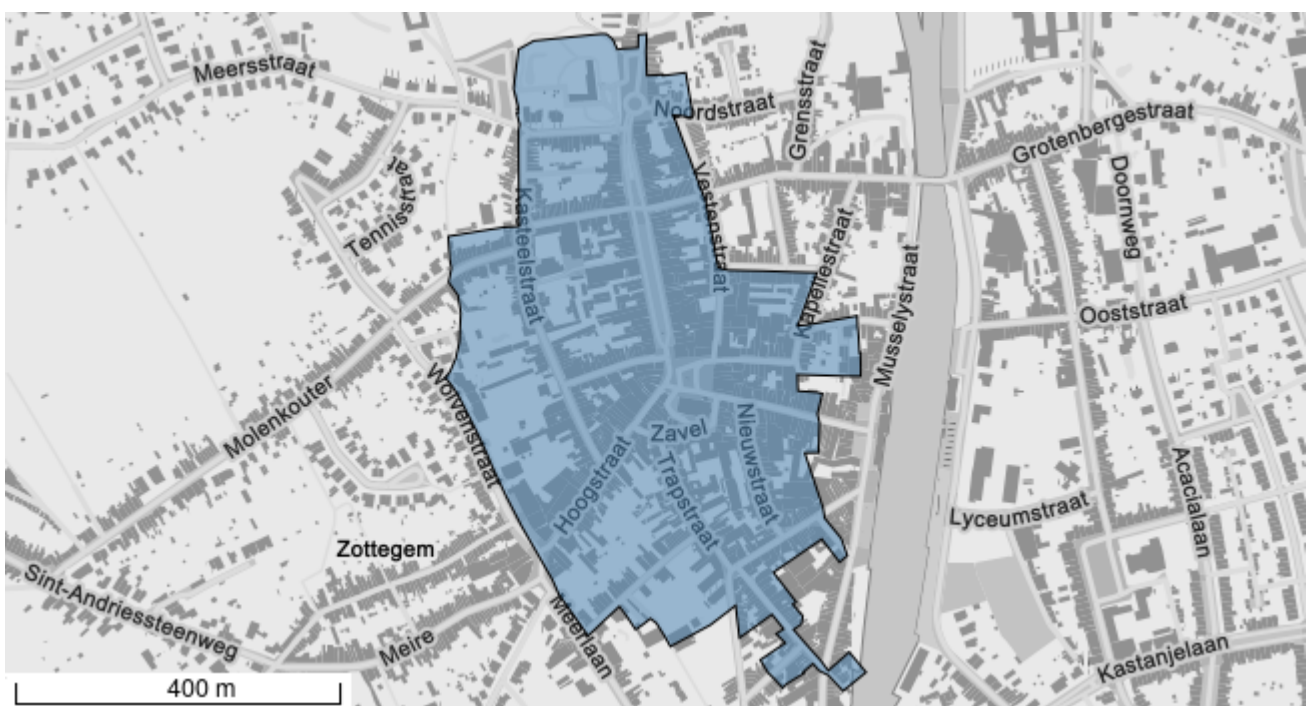 Meersstraat
Noordstraat
Grensstraat
Grotenbergestraat
Doornweg
Tennisstraat
Kasteelstraat
Vestenstraat
Kapellestraat
Musselystraat
Ooststraat
Molenkouter
Wolvenstraat
Zavel
Nieuwstraat
Hoogstraat
Trapstraat
Acacialaan
Lyceumstraat
Zottegem
Sint-Andriessteenweg
Meire
Meerlaan
Kastanjelaan
400 m